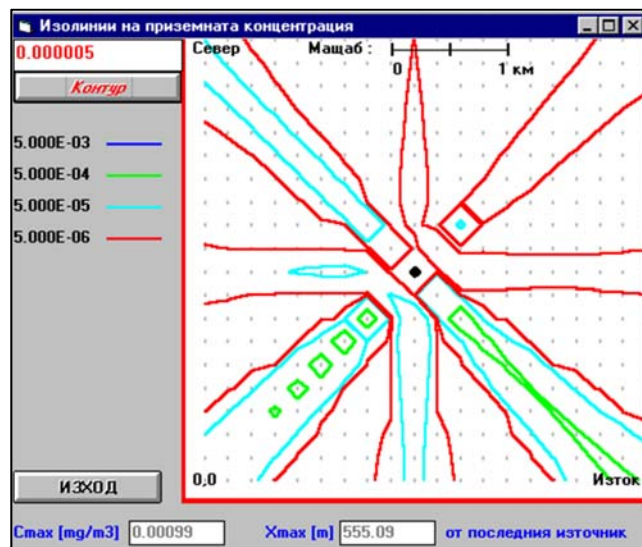 Изолинии на приземната концентрация
0.000005
Контур
5.000E-03
5.000E-04
5.000E-05
5.000E-06
Север Мащаб :
0 1 км
0,0 Изток
ИЗХОД
Cmax [mg/m3] 0.00099 Xmax [m] 555.09 от последния източник